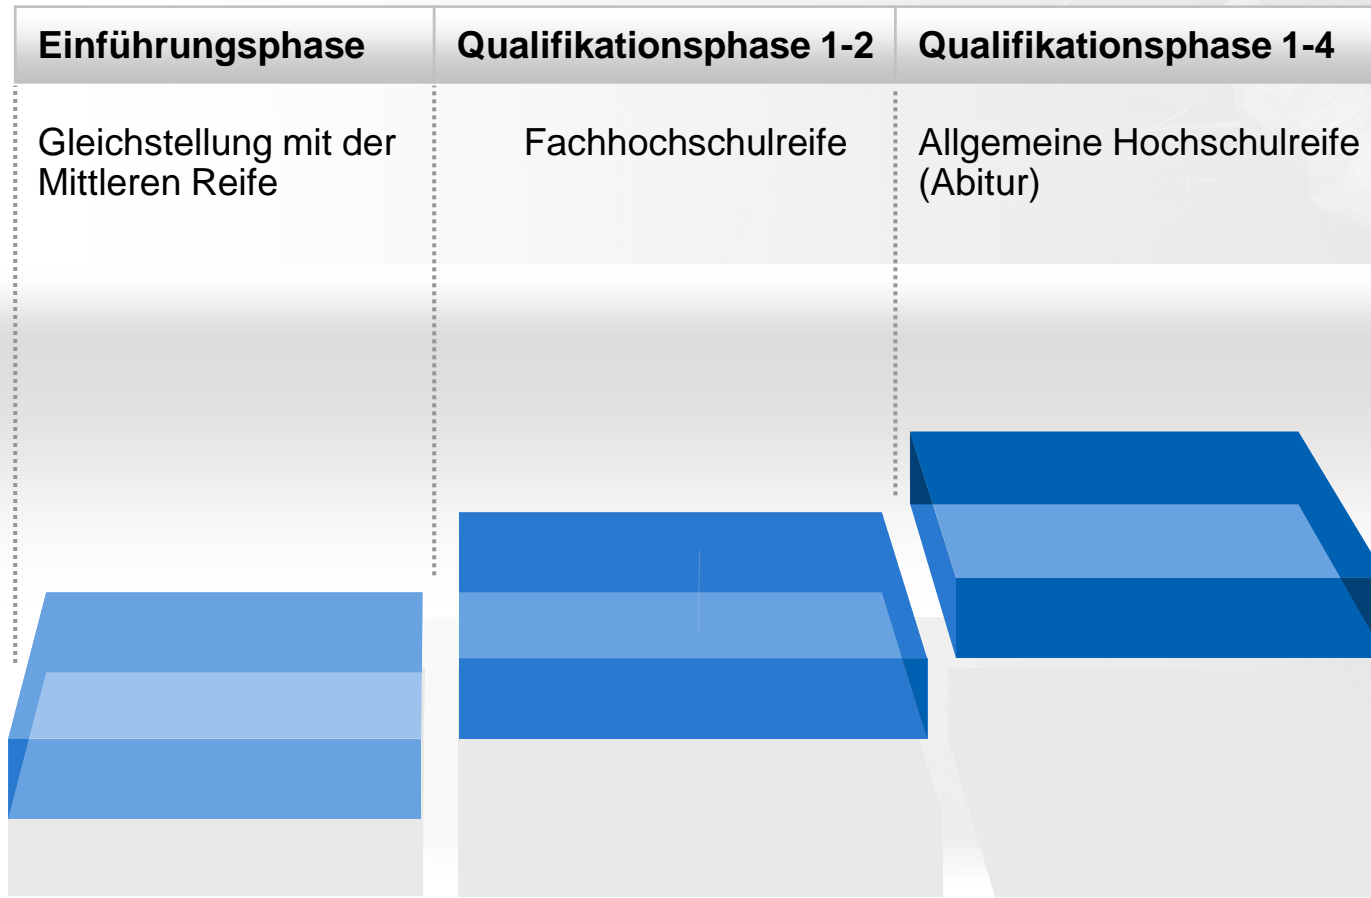 Einführungsphase
Qualifikationsphase 1-2
Qualifikationsphase 1-4
Gleichstellung mit der
Mittleren Reife
Fachhochschulreife
Allgemeine Hochschulreife
(Abitur)